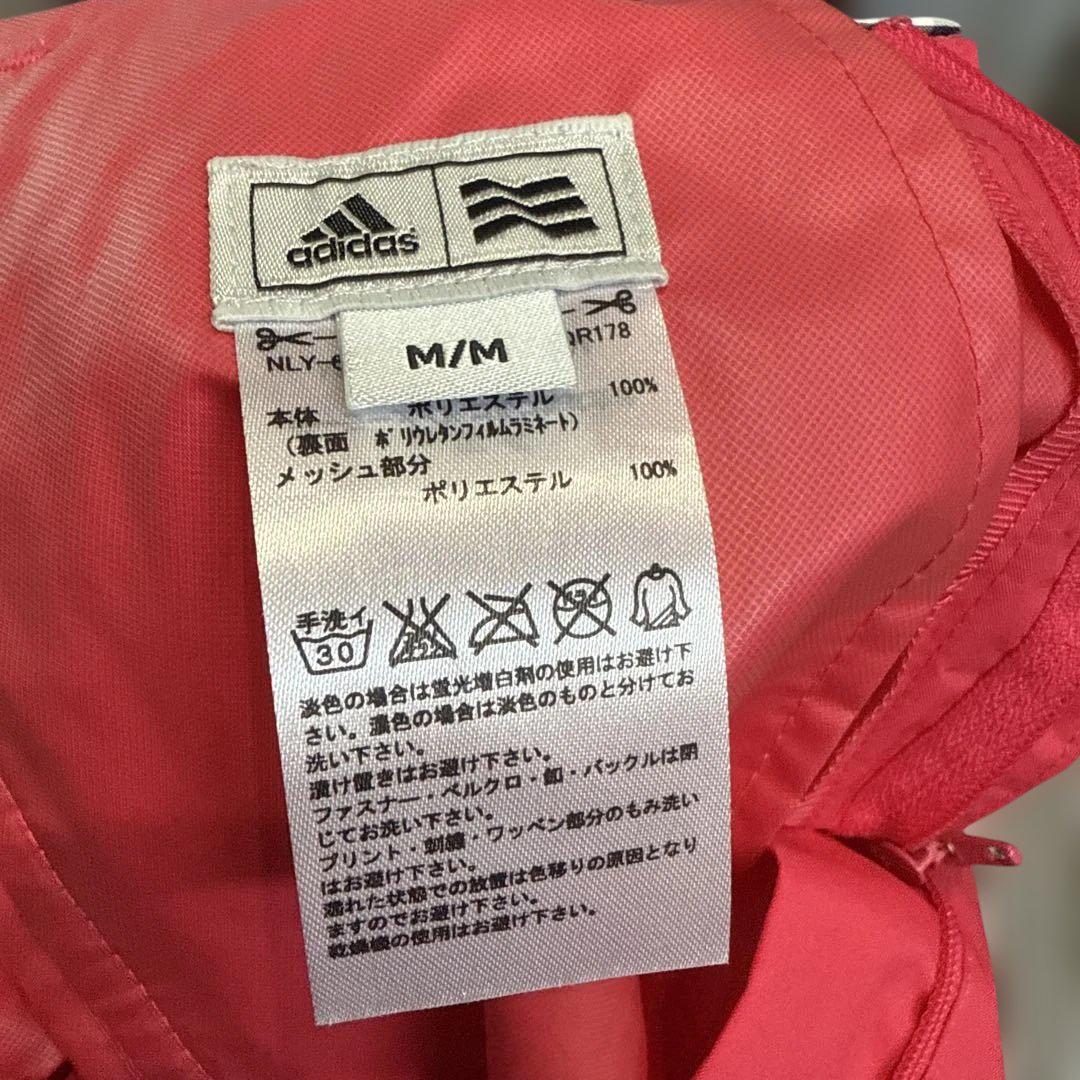 adidas
M/M
QR178
本体 ポリエステル 100%
(裏面 ポリウレタンフィルムラミネート)
メッシュ部分
ポリエステル 100%
手洗イ
30
淡色の場合は蛍光増白剤の使用はお避け下
さい。濃色の場合は淡色のものと分けてお
洗い下さい。
漬け置きはお避け下さい。
ファスナー・ベルクロ・釦・バックルは閉
じてお洗い下さい。
プリント・刺繍・ワッペン部分のもみ洗い
はお避け下さい。
濡れた状態での放置は色移りの原因となり
ますのでお避け下さい。
乾燥機の使用はお避け下さい。